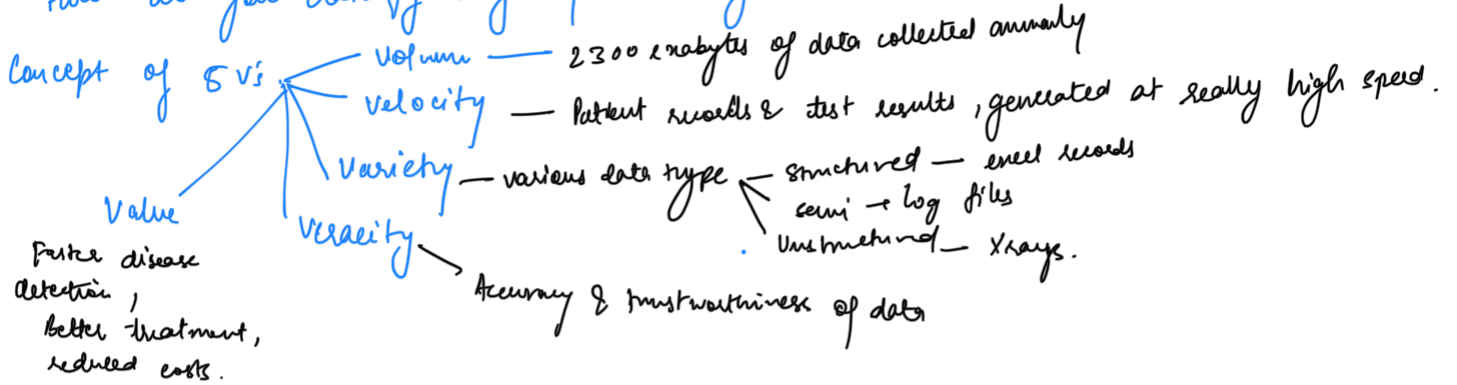 Concept of 5 V's
Volume — 2300 exabytes of data collected annually
Velocity — Patient records & test results, generated at really high speed.
Variety — various data type — structured — excel records
semi → log files
Unstructured — Xrays.
Value
Veracity
Faster disease
detection,
Better treatment,
reduced costs.
Accuracy & trustworthiness of data